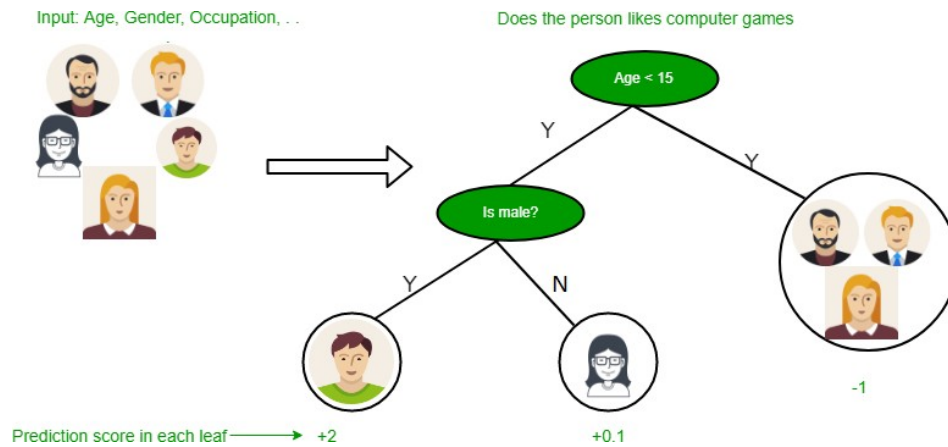 Input: Age, Gender, Occupation, . .
Does the person likes computer games
Age < 15
Y
Y
Is male?
Y
N
-1
Prediction score in each leaf
+2
+0.1